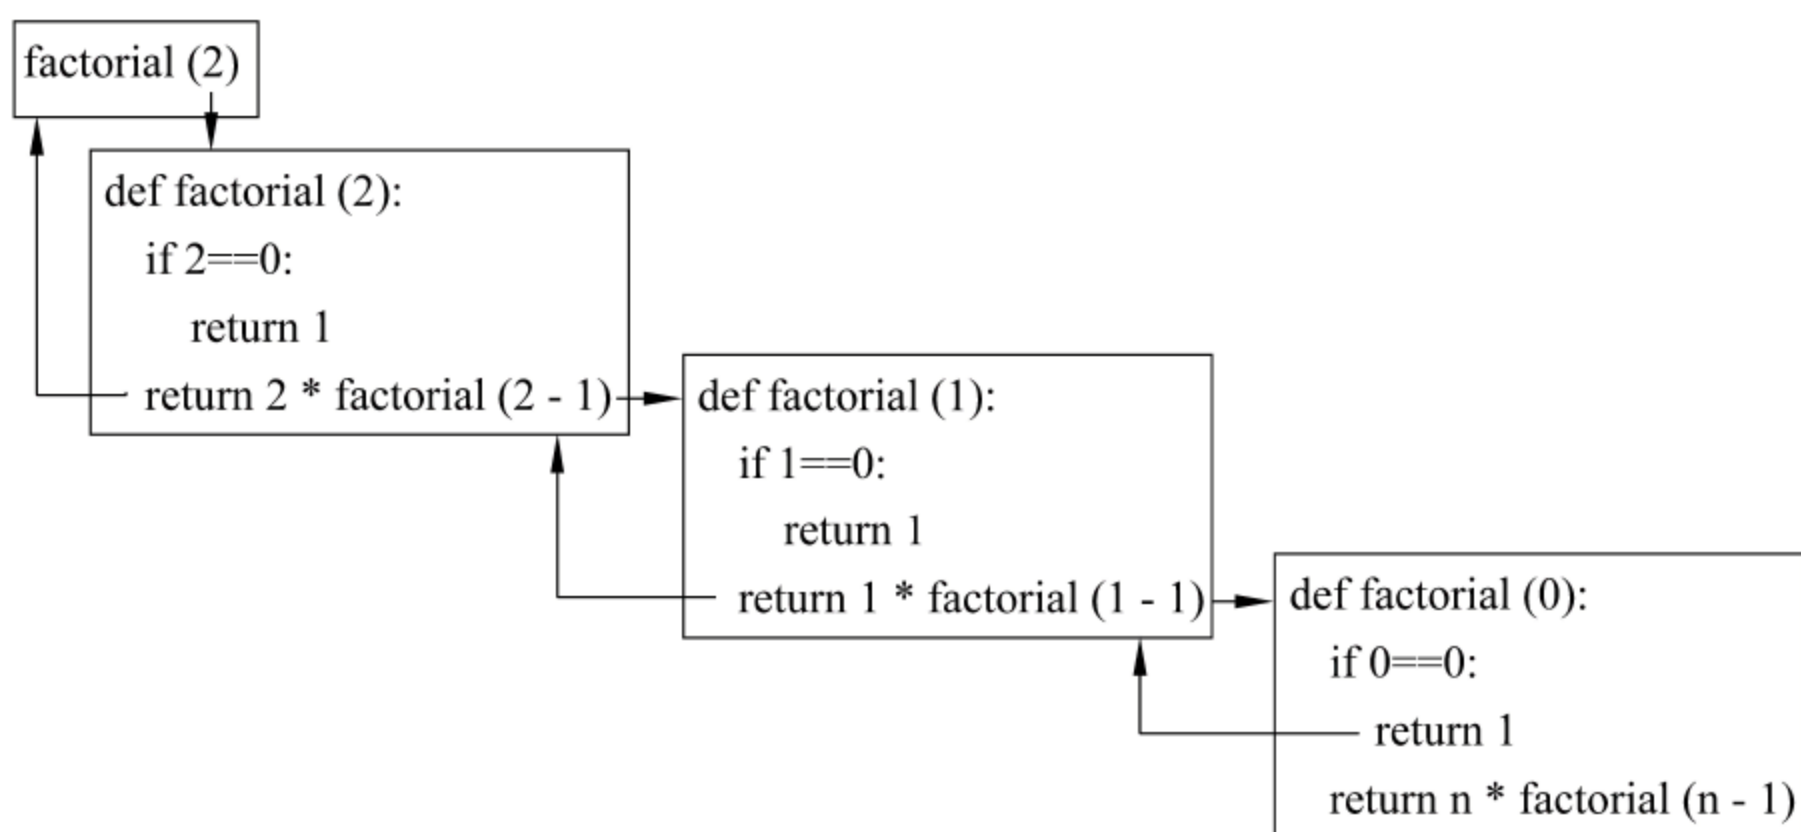 factorial (2)
def factorial (2):
if 2==0:
return 1
return 2 * factorial (2 - 1)
def factorial (1):
if 1==0:
return 1
return 1 * factorial (1 - 1)
def factorial (0):
if 0==0:
return 1
return n * factorial (n - 1)